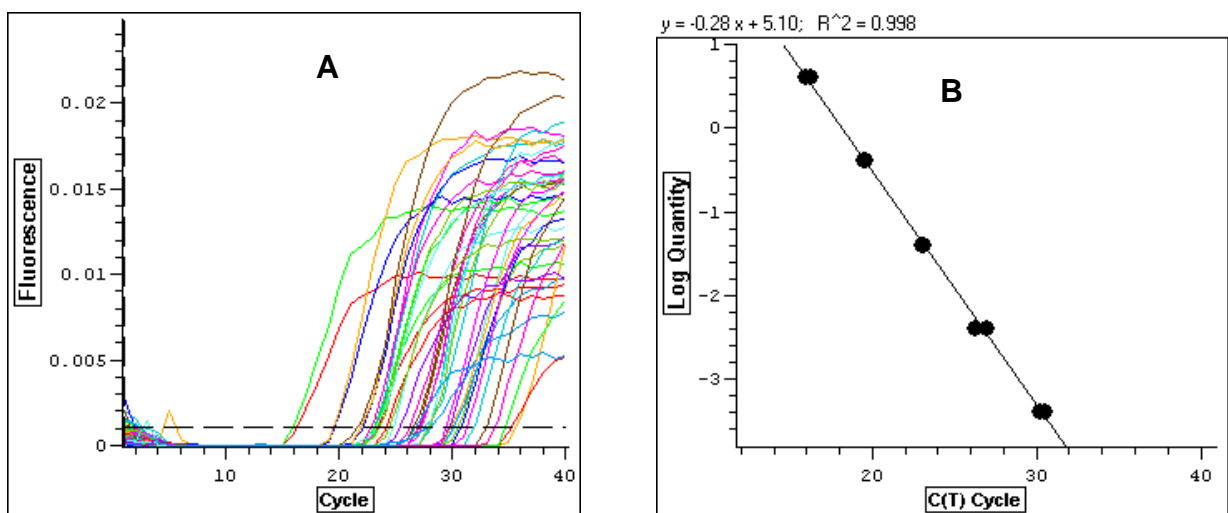 y = -0.28 x + 5.10; R^2 = 0.998
A
Fluorescence
0.02
0.015
0.01
0.005
0
10
20
30
40
Cycle
B
Log Quantity
1
0
-1
-2
-3
20
30
40
C(T) Cycle